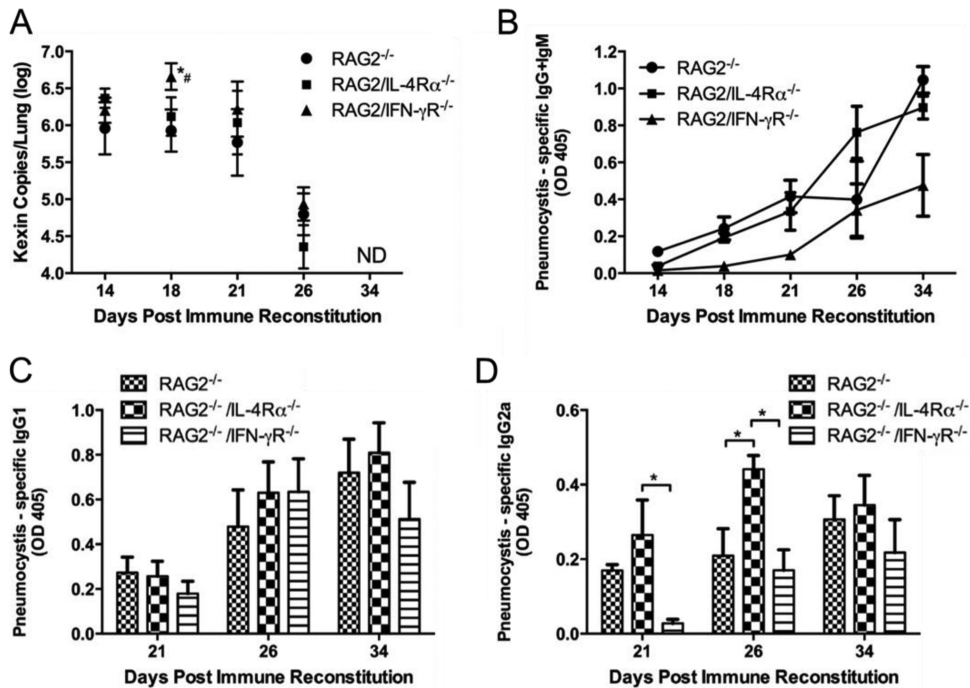 A
Kexin Copies/Lung (log)
7.0
6.5
6.0
5.5
5.0
4.5
4.0
*#
RAG2-/-
RAG2/IL-4Rα-/-
RAG2/IFN-γR-/-
ND
14 18 21 26 34
Days Post Immune Reconstitution
B
Pneumocystis - specific IgG+IgM
(OD 405)
1.2
1.0
0.8
0.6
0.4
0.2
0.0
RAG2-/-
RAG2/IL-4Rα-/-
RAG2/IFN-γR-/-
14 18 21 26 34
Days Post Immune Reconstitution
C
Pneumocystis - specific IgG1
(OD 405)
RAG2-/-
RAG2-/- /IL-4Rα-/-
RAG2-/- /IFN-γR-/-
1.0
0.8
0.6
0.4
0.2
0.0
21 26 34
Days Post Immune Reconstitution
D
Pneumocystis - specific IgG2a
(OD 405)
RAG2-/-
RAG2-/- /IL-4Rα-/-
RAG2-/- /IFN-γR-/-
0.6
0.4
0.2
0.0
*
*
*
21 26 34
Days Post Immune Reconstitution